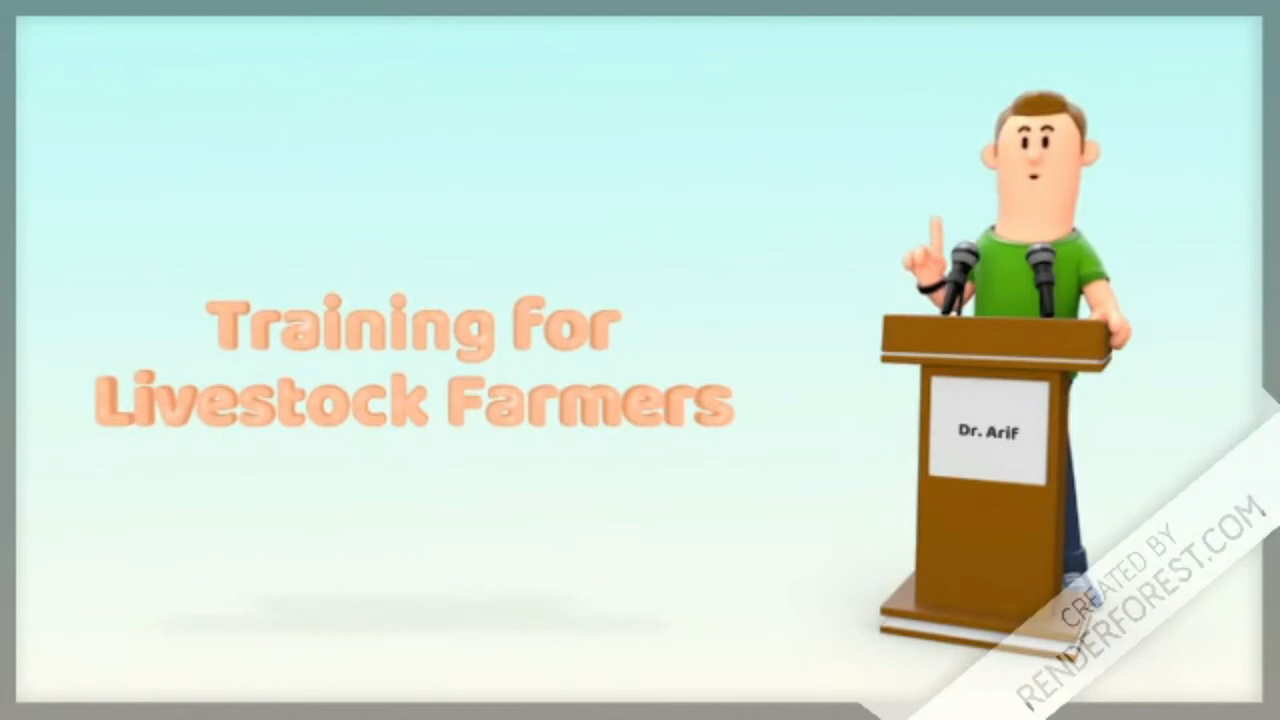 Training for
Livestock Farmers
Dr. Arif
CREATED BY
RENDERFOREST.COM